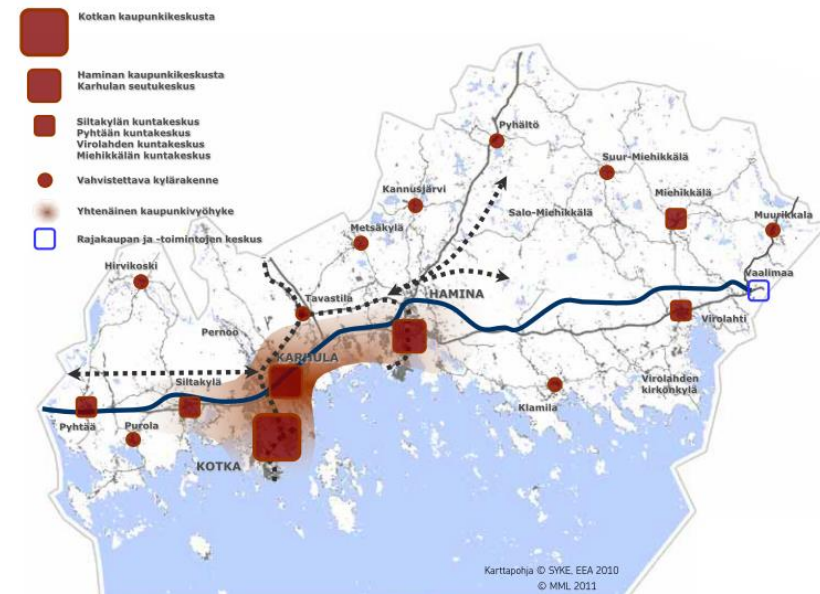 Kotkan kaupunkikeskusta
Haminan kaupunkikeskusta
Karhulan seutukeskus
Siltakylän kuntakeskus
Pyhtään kuntakeskus
Virolahden kuntakeskus
Miehikkälän kuntakeskus
Vahvistettava kylärakenne
Yhtenäinen kaupunkivyöhyke
Rajakaupan ja -toimintojen keskus
Pyhältö
Suur-Miehikkälä
Kannusjärvi
Miehikkälä
Salo-Miehikkälä
Muurikkala
Metsäkylä
Hirvikoski
Vaalimaa
Tavastila
HAMINA
Virolahti
Pernoo
KARHULA
Siltakylä
Virolahden
kirkonkylä
Klamila
Pyhtää
Purola
KOTKA
Karttapohja © SYKE, EEA 2010
© MML 2011